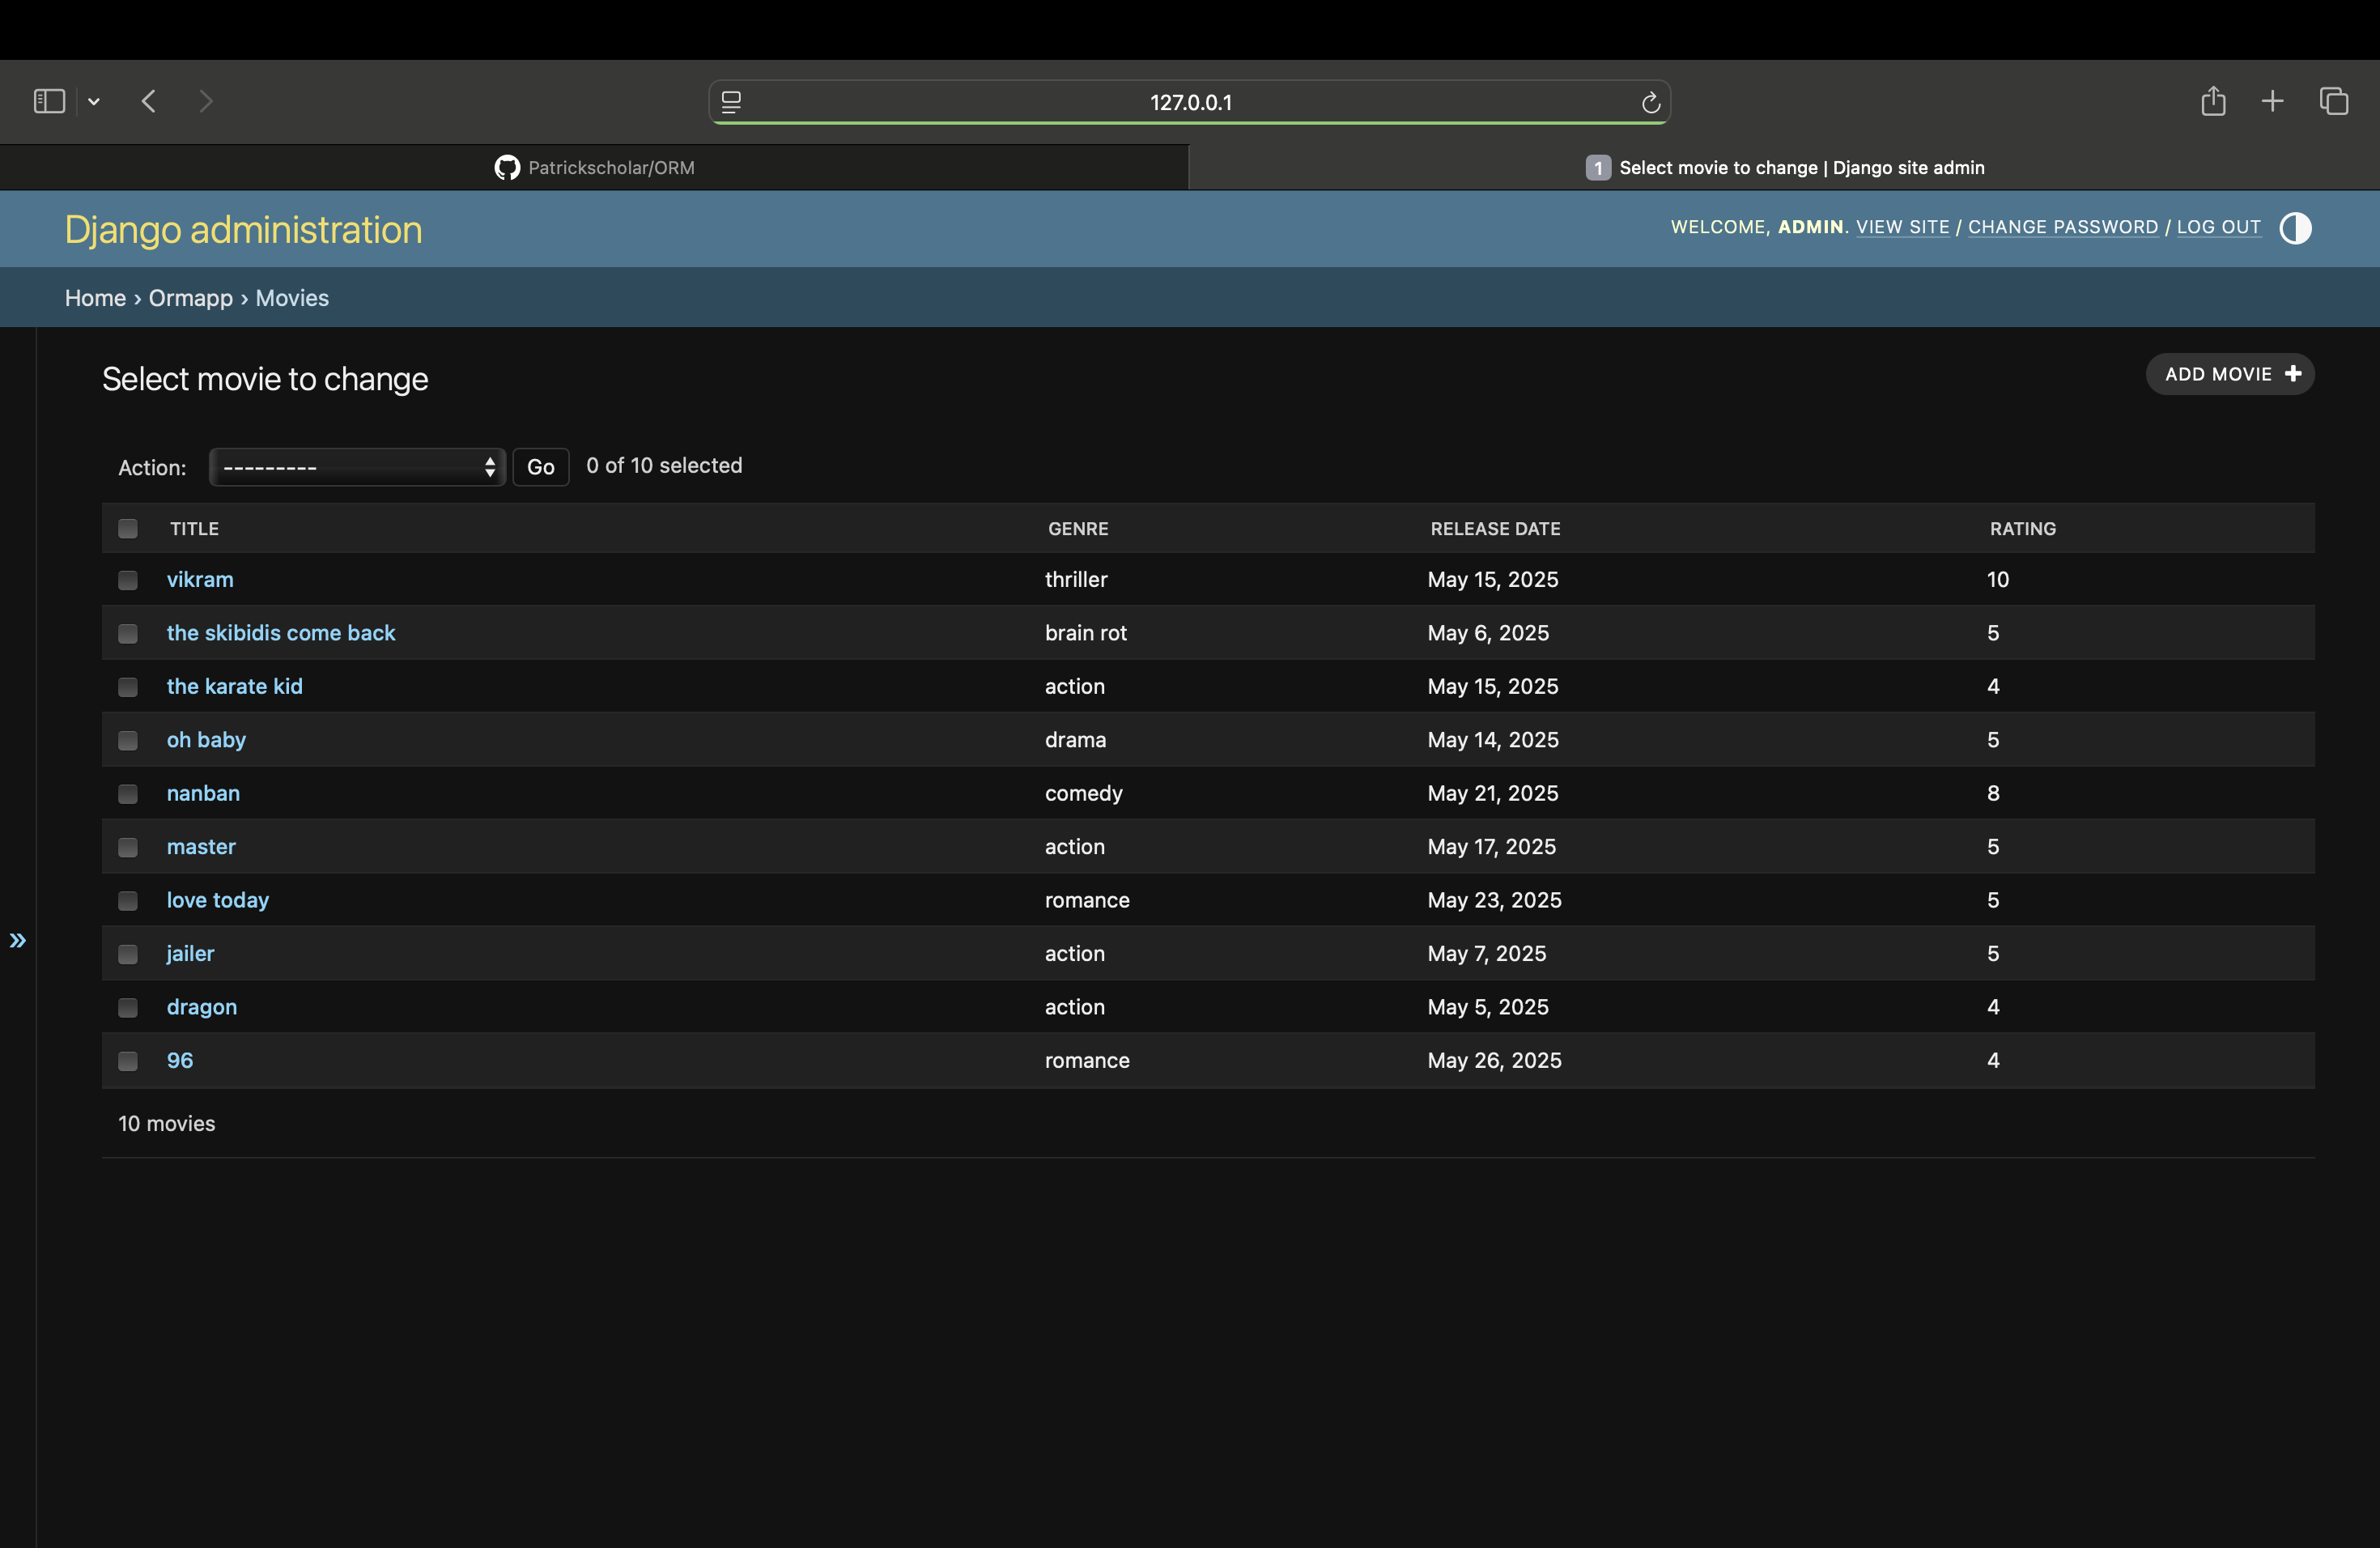 127.0.0.1
Patrickscholar/ORM
1 Select movie to change | Django site admin
Django administration
WELCOME, ADMIN. VIEW SITE / CHANGE PASSWORD / LOG OUT
Home › Ormapp › Movies
Select movie to change
ADD MOVIE +
Action: --------- Go 0 of 10 selected
TITLE GENRE RELEASE DATE RATING
vikram thriller May 15, 2025 10
the skibidis come back brain rot May 6, 2025 5
the karate kid action May 15, 2025 4
oh baby drama May 14, 2025 5
nanban comedy May 21, 2025 8
master action May 17, 2025 5
love today romance May 23, 2025 5
jailer action May 7, 2025 5
»
dragon action May 5, 2025 4
96 romance May 26, 2025 4
10 movies